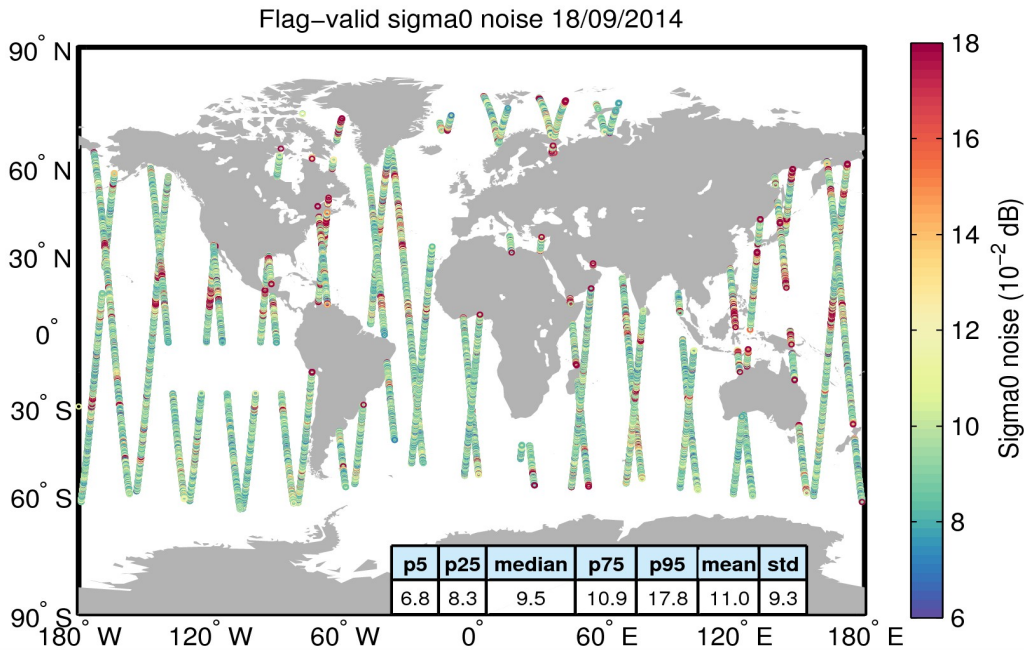 Flag−valid sigma0 noise 18/09/2014
90° N
60° N
30° N
0°
30° S
60° S
90° S
180° W 120° W 60° W 0° 60° E 120° E 180° E
p5 p25 median p75 p95 mean std
6.8 8.3 9.5 10.9 17.8 11.0 9.3
18
16
14
12
10
8
6
Sigma0 noise (10⁻² dB)